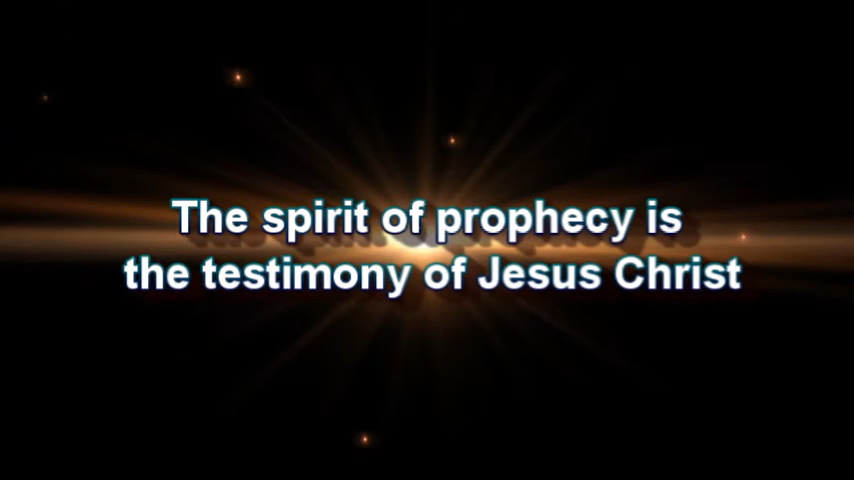 The spirit of prophecy is
the testimony of Jesus Christ